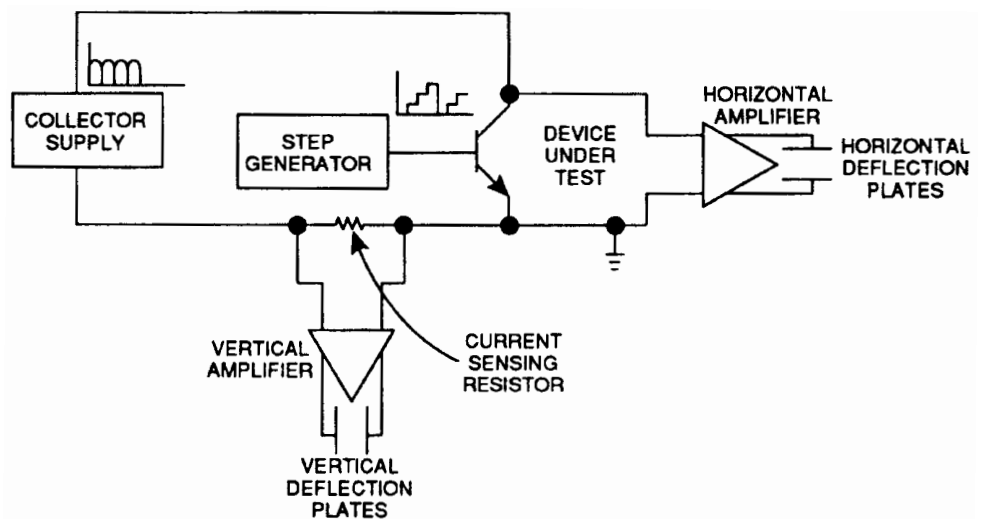 COLLECTOR
SUPPLY
STEP
GENERATOR
DEVICE
UNDER
TEST
HORIZONTAL
AMPLIFIER
HORIZONTAL
DEFLECTION
PLATES
VERTICAL
AMPLIFIER
CURRENT
SENSING
RESISTOR
VERTICAL
DEFLECTION
PLATES